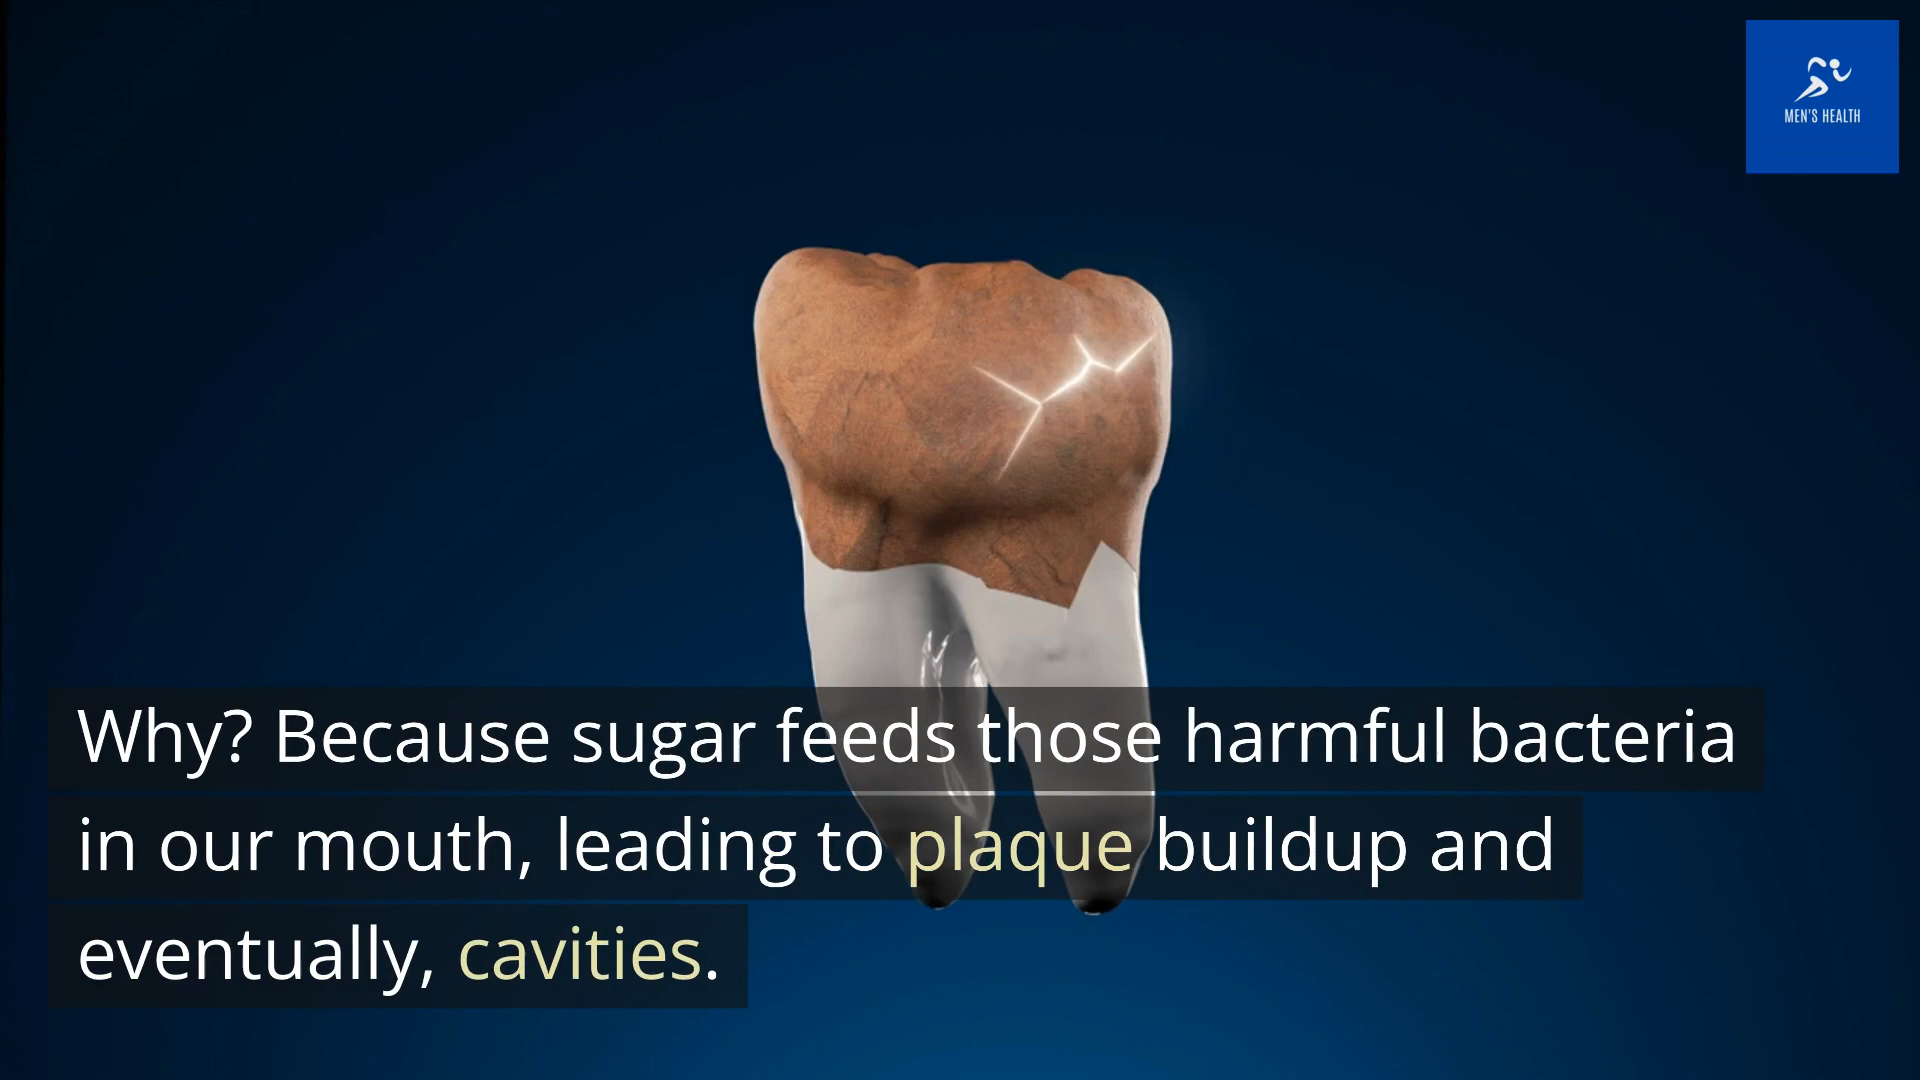 MEN'S HEALTH
Why? Because sugar feeds those harmful bacteria
in our mouth, leading to plaque buildup and
eventually, cavities.